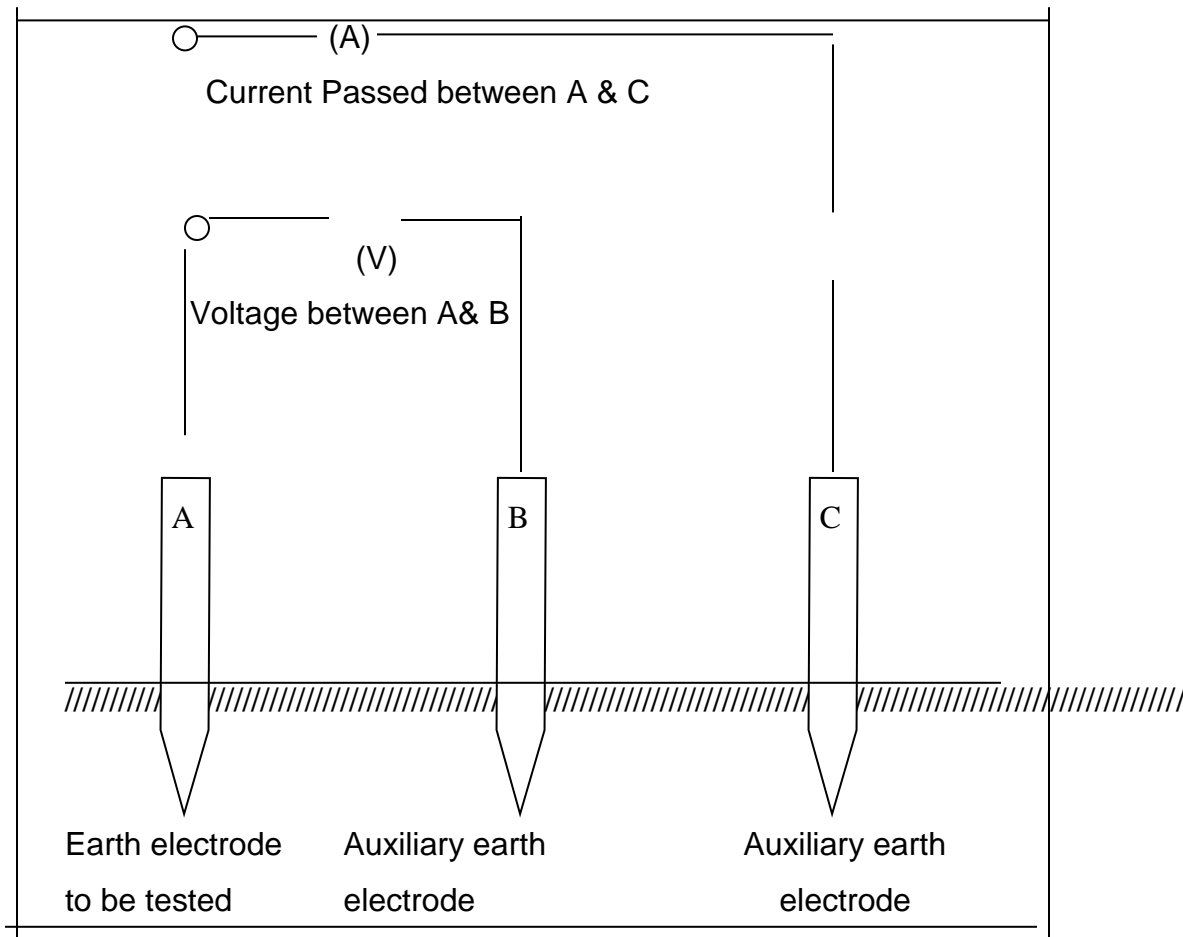 (A)
Current Passed between A & C
(V)
Voltage between A& B
A B C
Earth electrode Auxiliary earth Auxiliary earth
to be tested electrode electrode